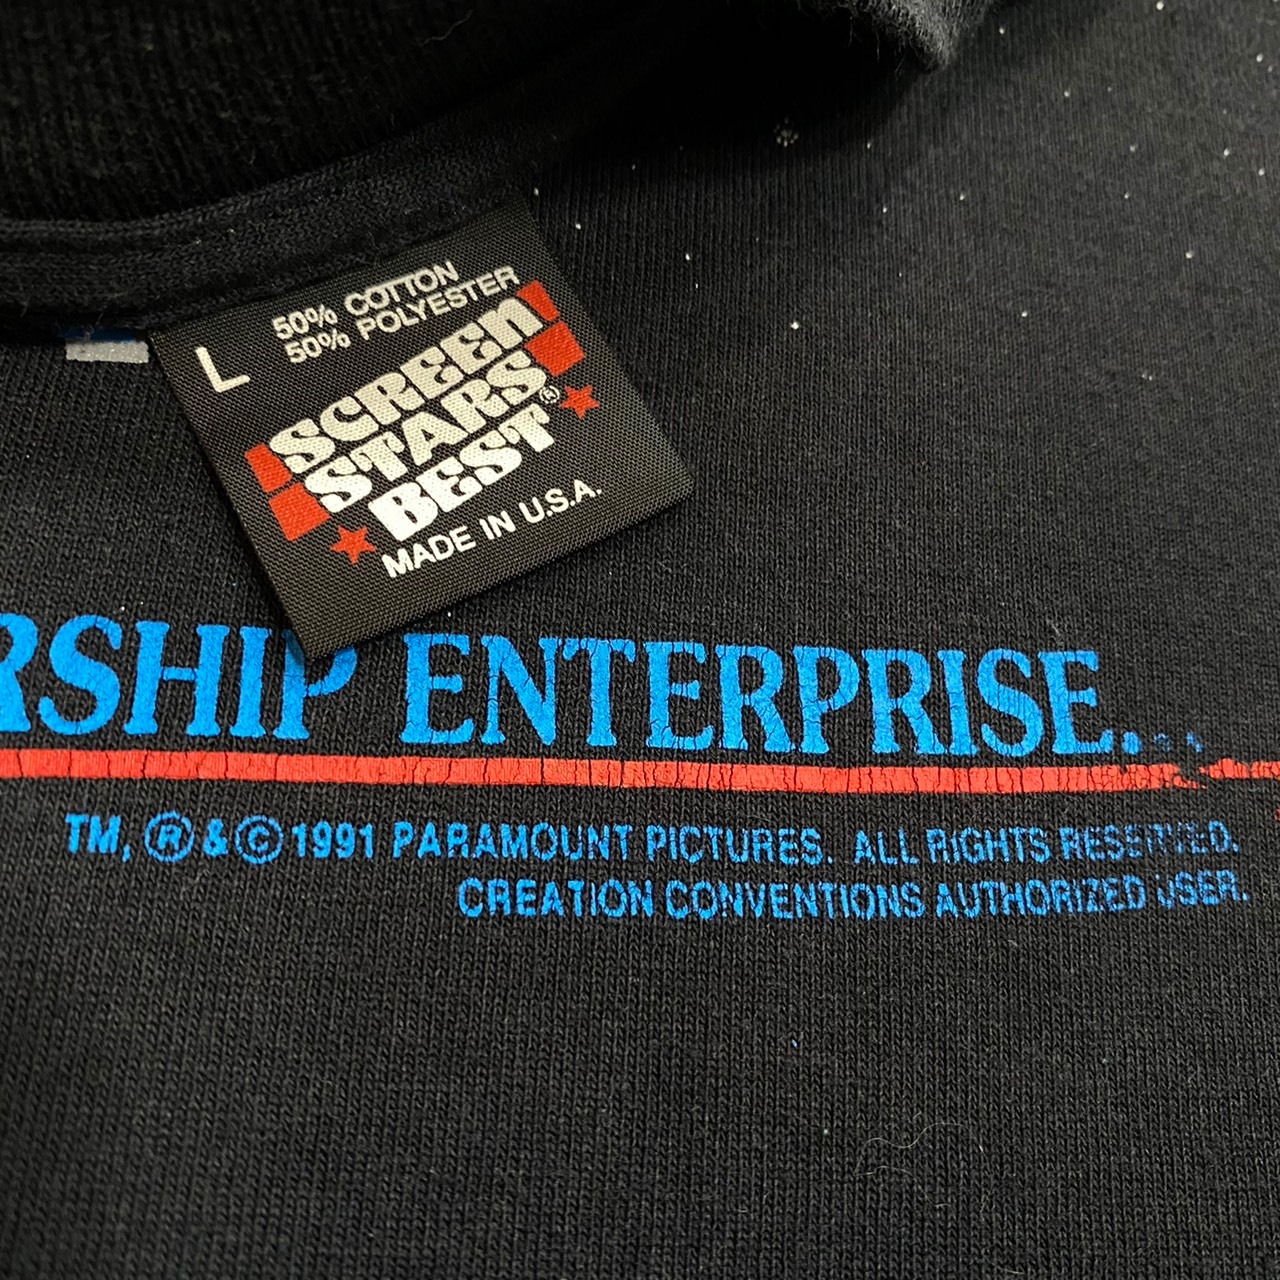 L
50% COTTON
50% POLYESTER
SCREEN
STARS®
BEST
MADE IN U.S.A.
RSHIP ENTERPRISE...
TM, ® & © 1991 PARAMOUNT PICTURES. ALL RIGHTS RESERVED.
CREATION CONVENTIONS AUTHORIZED USER.